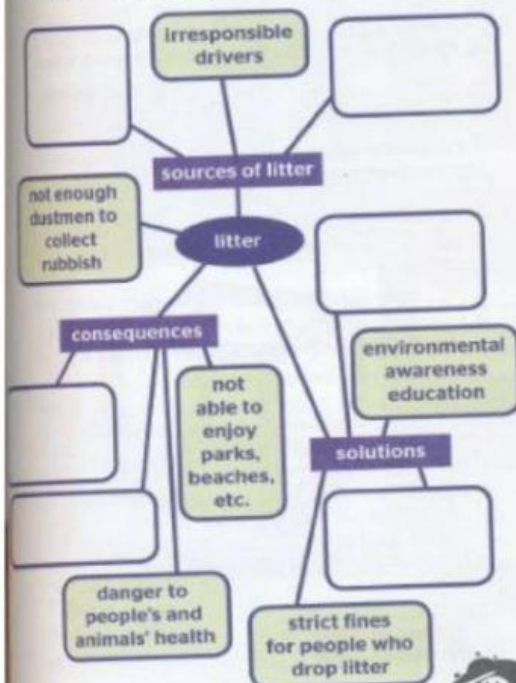 irresponsible
drivers
sources of litter
not enough
dustmen to
collect
rubbish
litter
consequences
not
able to
enjoy
parks,
beaches,
etc.
environmental
awareness
education
solutions
danger to
people's and
animals' health
strict fines
for people who
drop litter